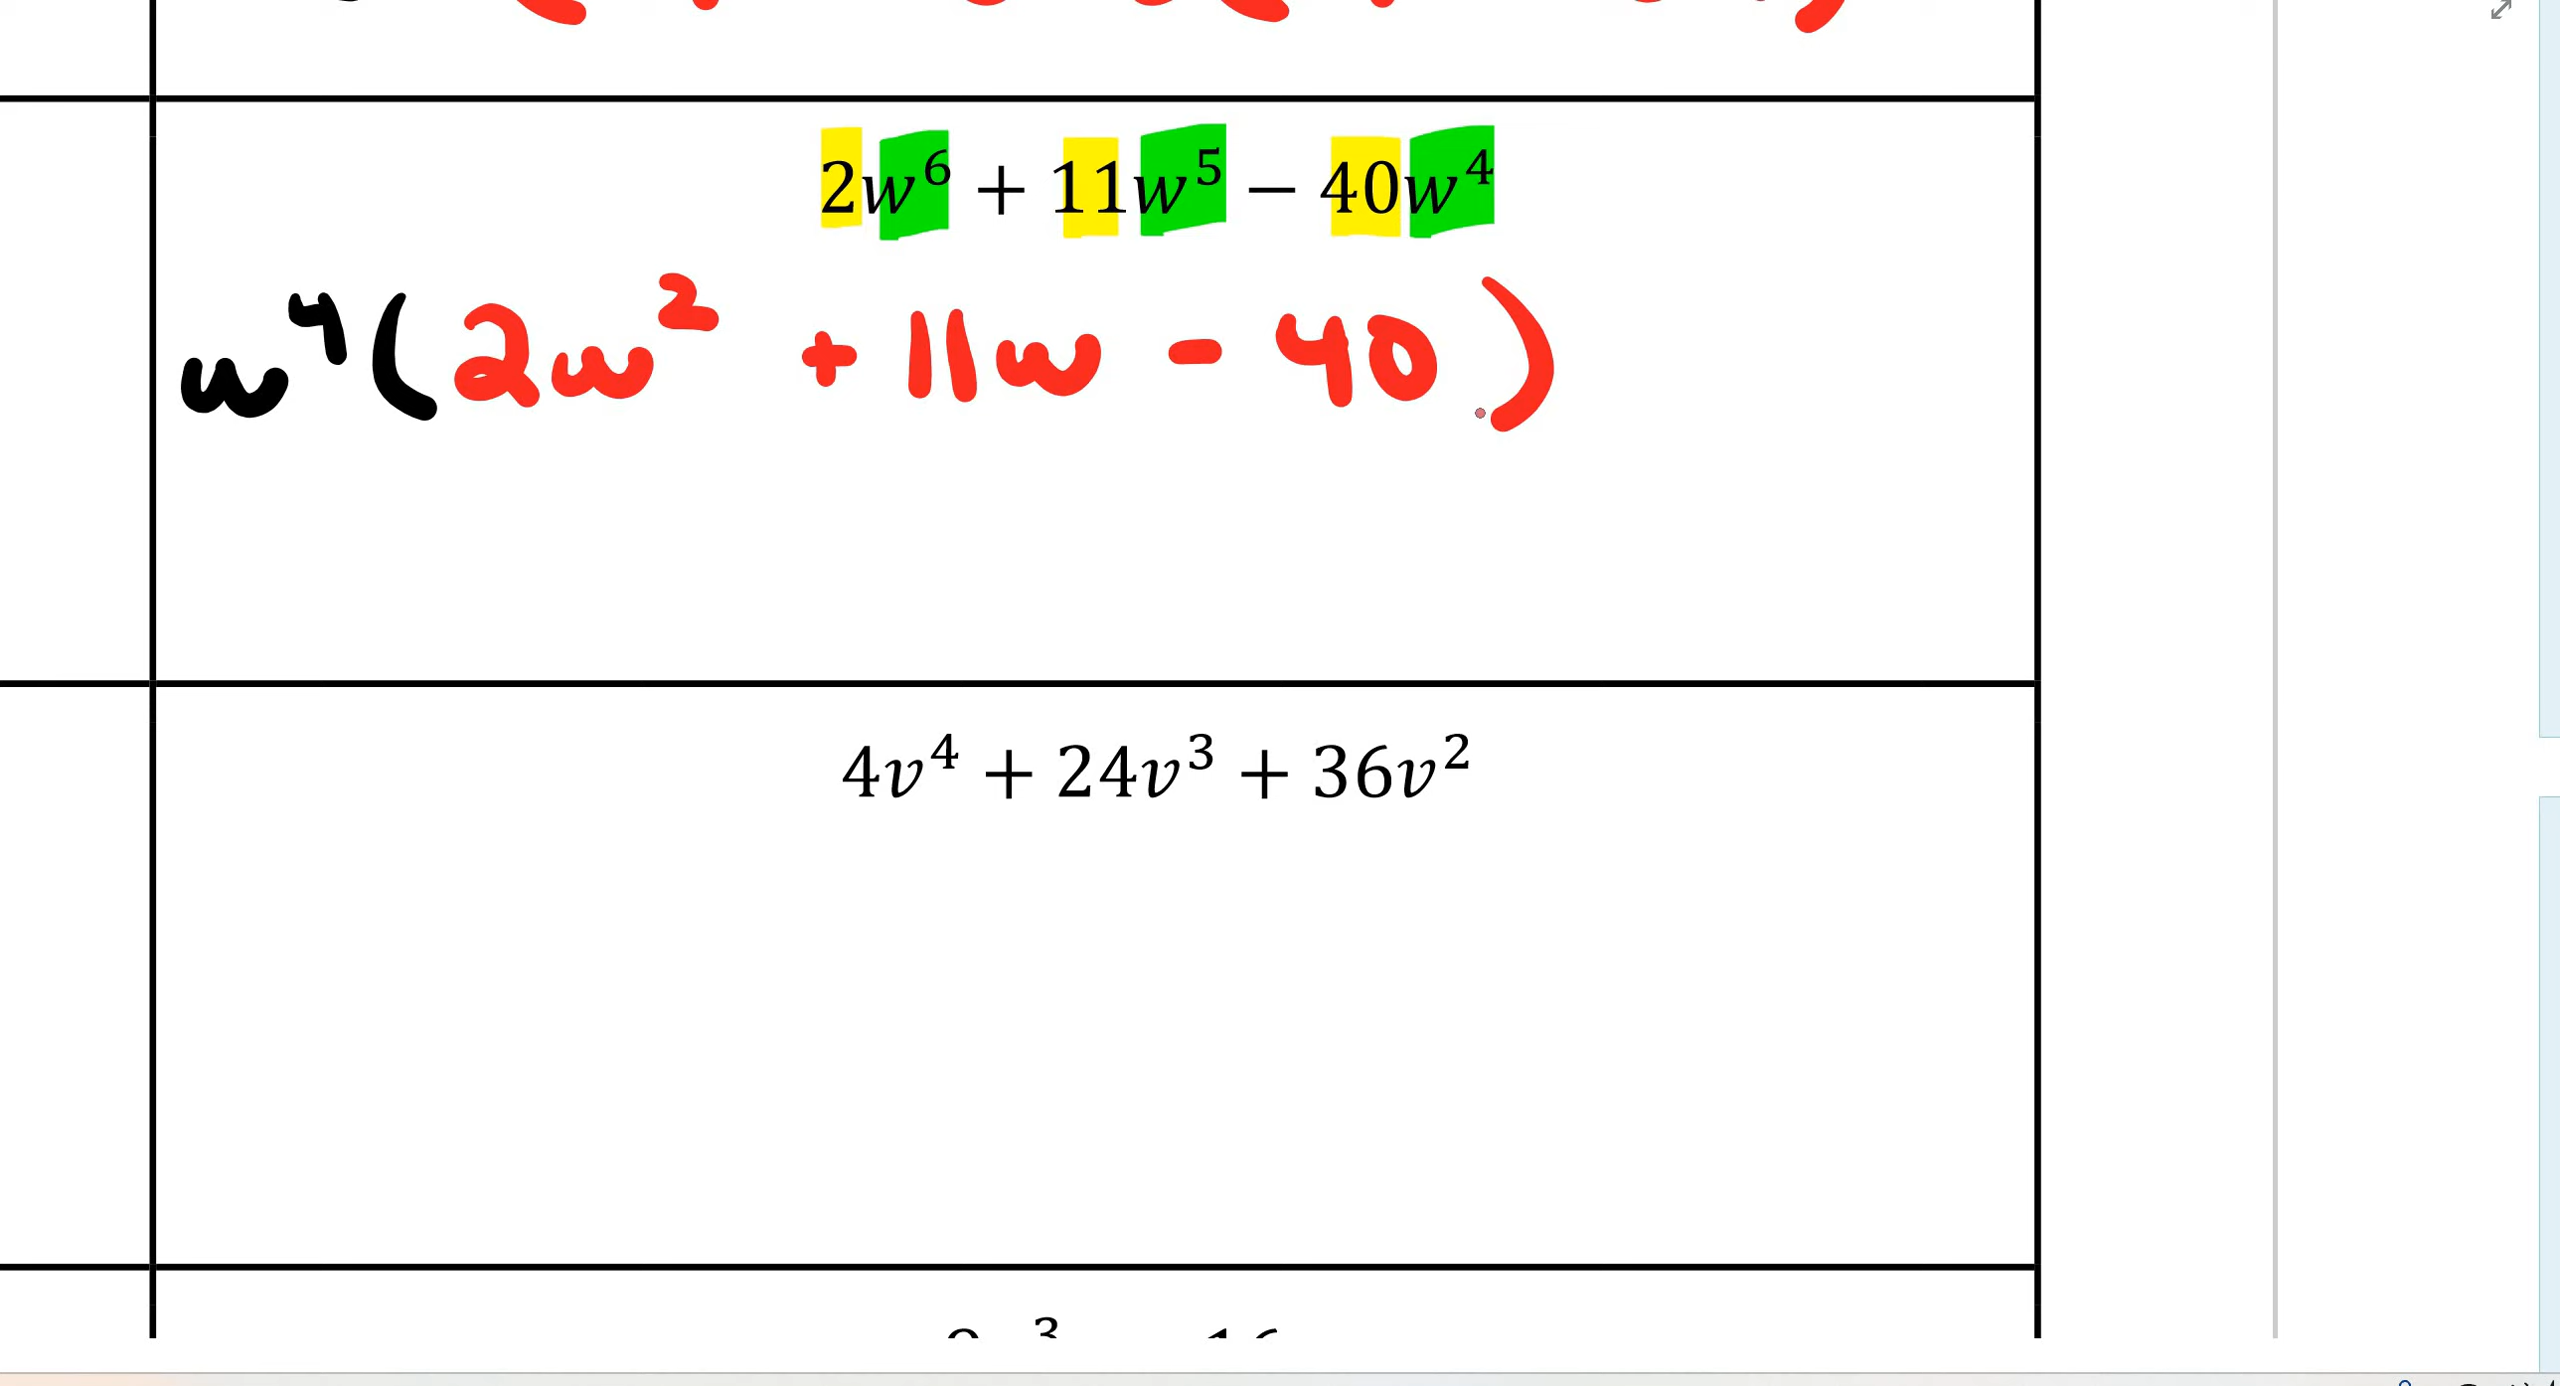 2w⁶ + 11w⁵ − 40w⁴
w⁴(2w² + 11w - 40)
4v⁴ + 24v³ + 36v²